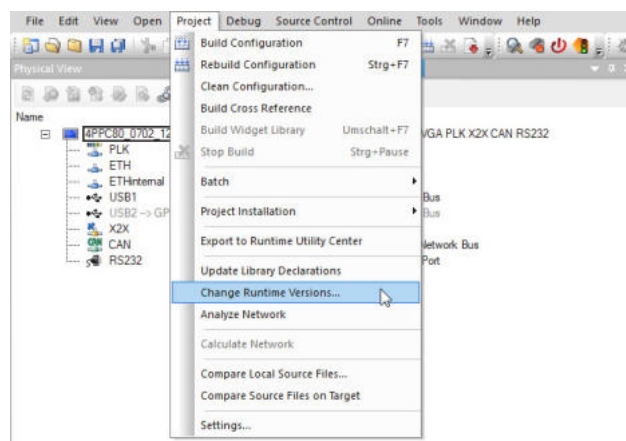 File Edit View Open Project Debug Source Control Online Tools Window Help
Physical View
Name
4PPC80_0702_12
PLK
ETH
ETHinternal
USB1
USB2 -> GP
X2X
CAN
RS232
Build Configuration F7
Rebuild Configuration Strg+F7
Clean Configuration...
Build Cross Reference
Build Widget Library Umschalt+F7
Stop Build Strg+Pause
Batch
Project Installation
Export to Runtime Utility Center
Update Library Declarations
Change Runtime Versions...
Analyze Network
Calculate Network
Compare Local Source Files...
Compare Source Files on Target
Settings...
VGA PLK X2X CAN RS232
Bus
Bus
Network Bus
Port